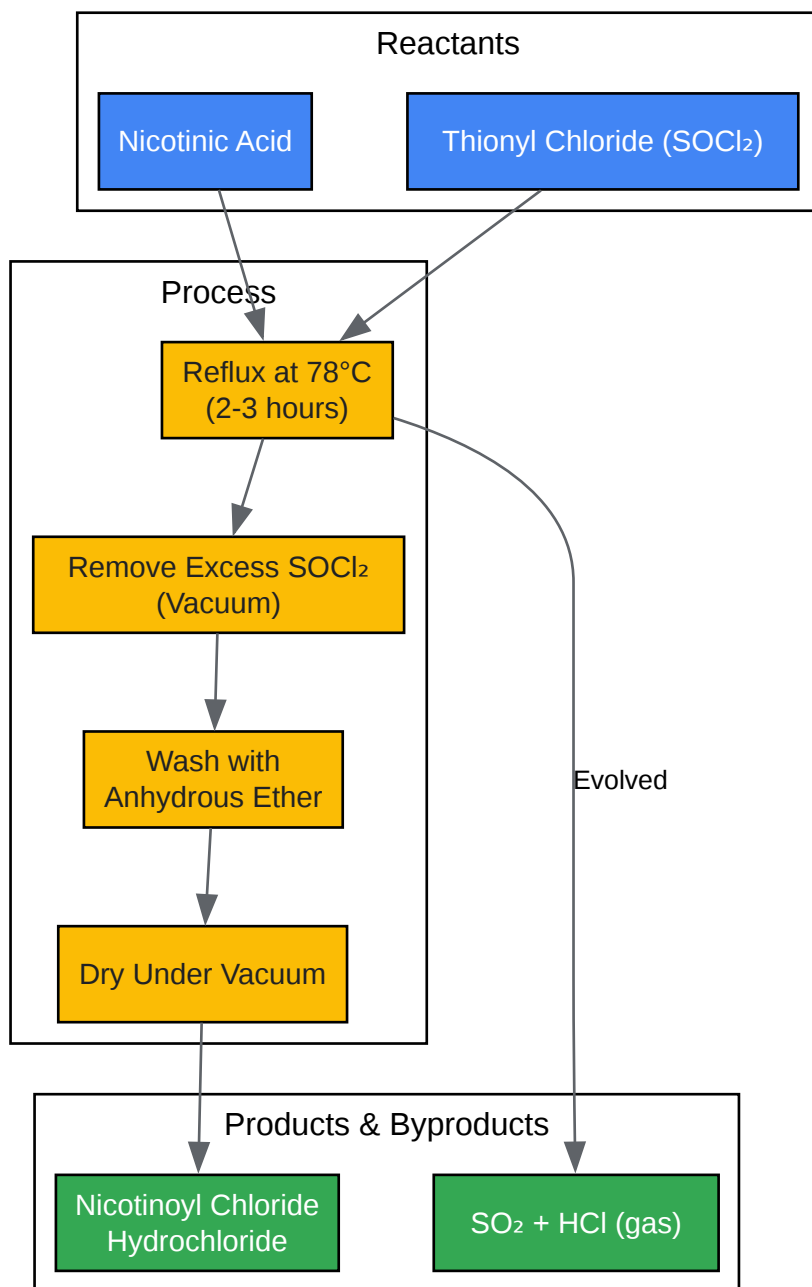 Reactants
Nicotinic Acid
Thionyl Chloride (SOCl₂)
Process
Reflux at 78°C
(2-3 hours)
Remove Excess SOCl₂
(Vacuum)
Wash with
Anhydrous Ether
Evolved
Dry Under Vacuum
Products & Byproducts
Nicotinoyl Chloride
Hydrochloride
SO₂ + HCl (gas)